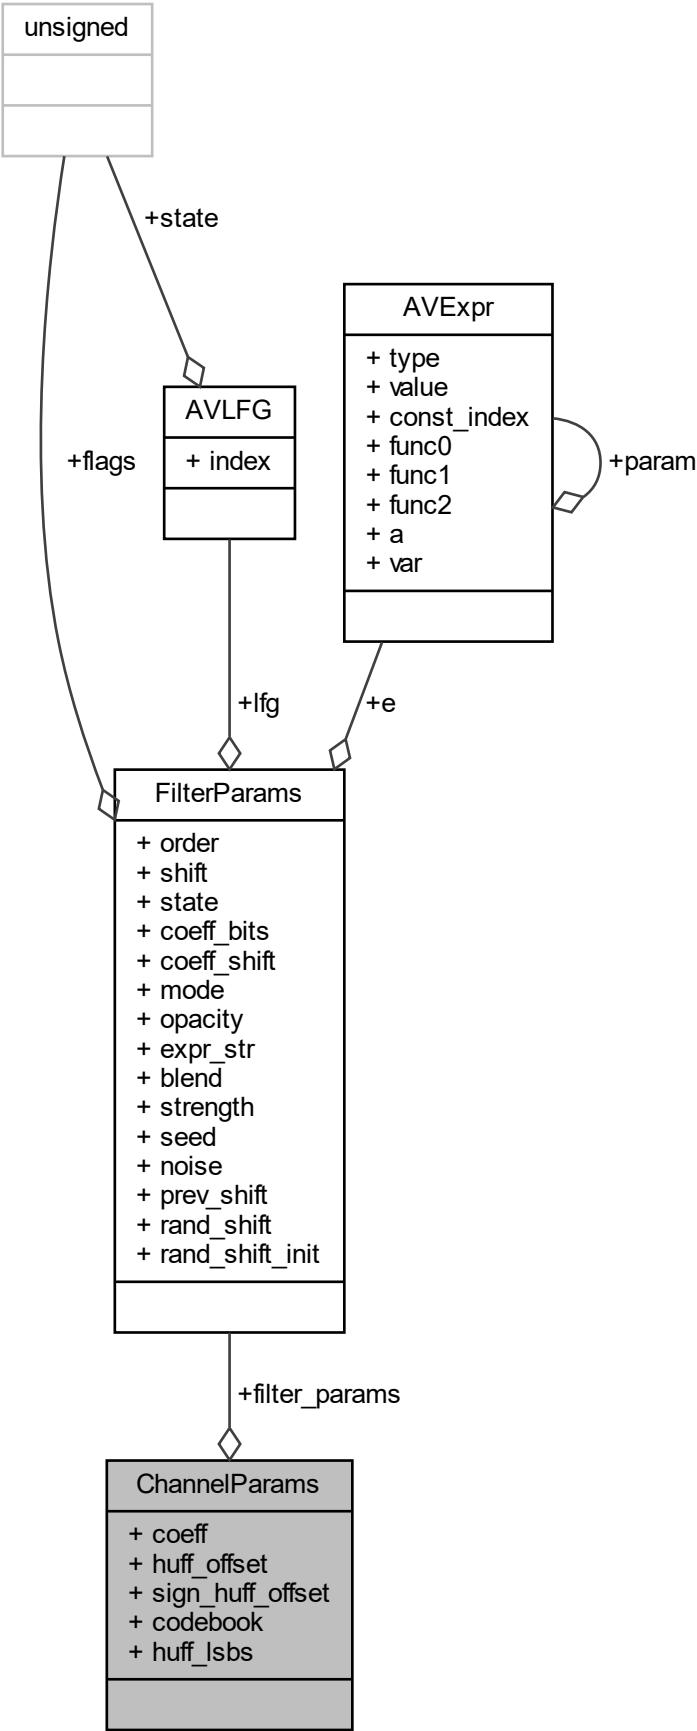 unsigned
+state
AVExpr
+ type
+ value
+ const_index
+ func0
+ func1
+ func2
+ a
+ var
+param
AVLFG
+ index
+flags
+lfg
+e
FilterParams
+ order
+ shift
+ state
+ coeff_bits
+ coeff_shift
+ mode
+ opacity
+ expr_str
+ blend
+ strength
+ seed
+ noise
+ prev_shift
+ rand_shift
+ rand_shift_init
+filter_params
ChannelParams
+ coeff
+ huff_offset
+ sign_huff_offset
+ codebook
+ huff_lsbs